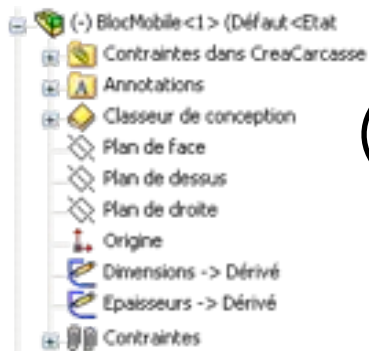 (-) BlocMobile<1> (Défaut<Etat
Contraintes dans CreaCarcasse
Annotations
Classeur de conception
Plan de face
Plan de dessus
Plan de droite
Origine
Dimensions -> Dérivé
Epaisseurs -> Dérivé
Contraintes